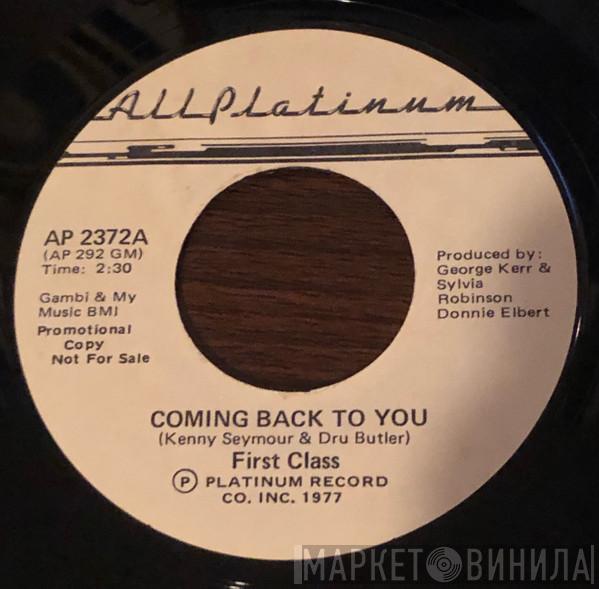 All Platinum
AP 2372A
(AP 292 GM)
Time: 2:30
Gambi & My
Music BMI
Promotional
Copy
Not For Sale
Produced by:
George Kerr &
Sylvia
Robinson
Donnie Elbert
COMING BACK TO YOU
(Kenny Seymour & Dru Butler)
First Class
Ⓟ PLATINUM RECORD
CO. INC. 1977
МАРКЕТ ВИНИЛА